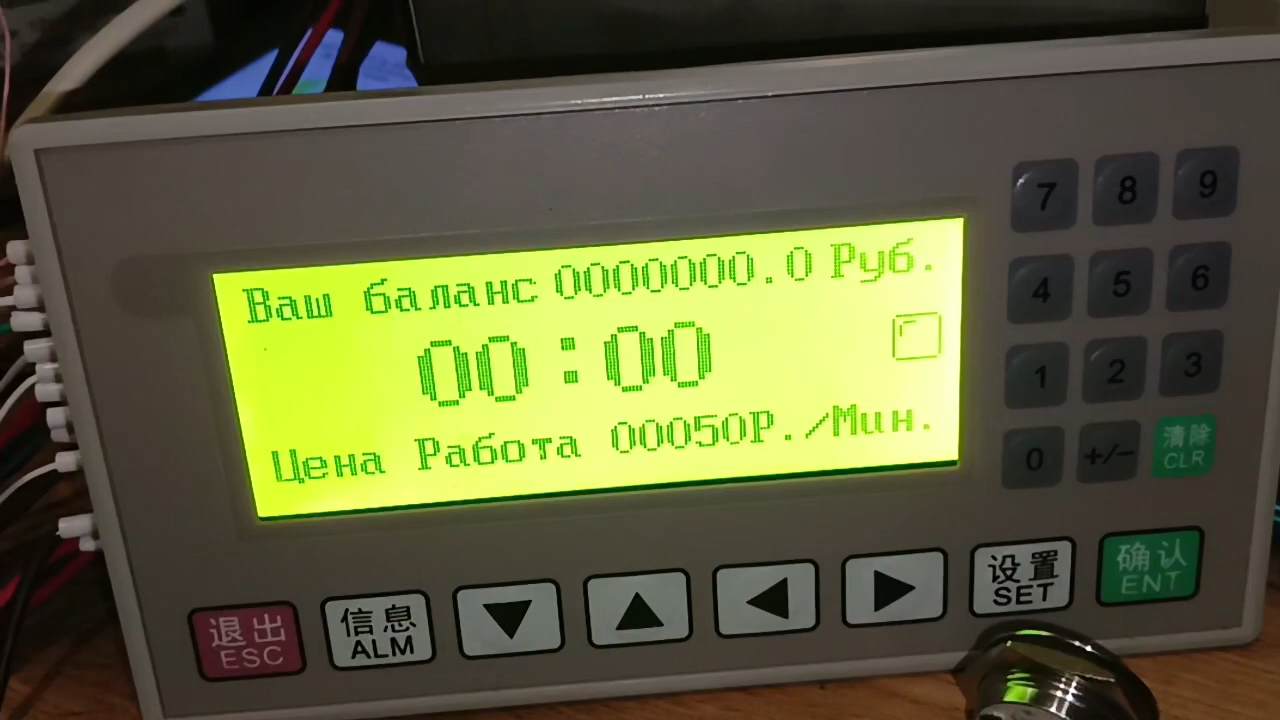 Ваш баланс 0000000.0 Руб.
00:00
Цена Работа 00050Р./Мин.
7 8 9
4 5 6
1 2 3
0 +/- 清除 CLR
退出 ESC
信息 ALM
设置 SET
确认 ENT